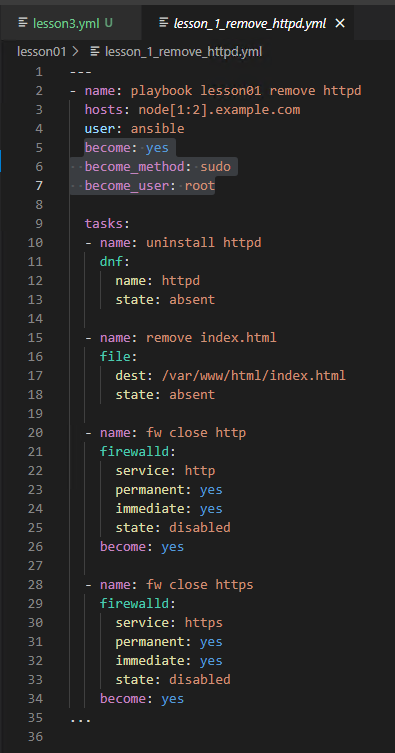 lesson3.yml U lesson_1_remove_httpd.yml ×
lesson01 > lesson_1_remove_httpd.yml
1 ---
2 - name: playbook lesson01 remove httpd
3   hosts: node[1:2].example.com
4   user: ansible
5   become: yes
6   become_method: sudo
7   become_user: root
8
9   tasks:
10   - name: uninstall httpd
11     dnf:
12       name: httpd
13       state: absent
14
15   - name: remove index.html
16     file:
17       dest: /var/www/html/index.html
18       state: absent
19
20   - name: fw close http
21     firewalld:
22       service: http
23       permanent: yes
24       immediate: yes
25       state: disabled
26     become: yes
27
28   - name: fw close https
29     firewalld:
30       service: https
31       permanent: yes
32       immediate: yes
33       state: disabled
34     become: yes
35 ...
36